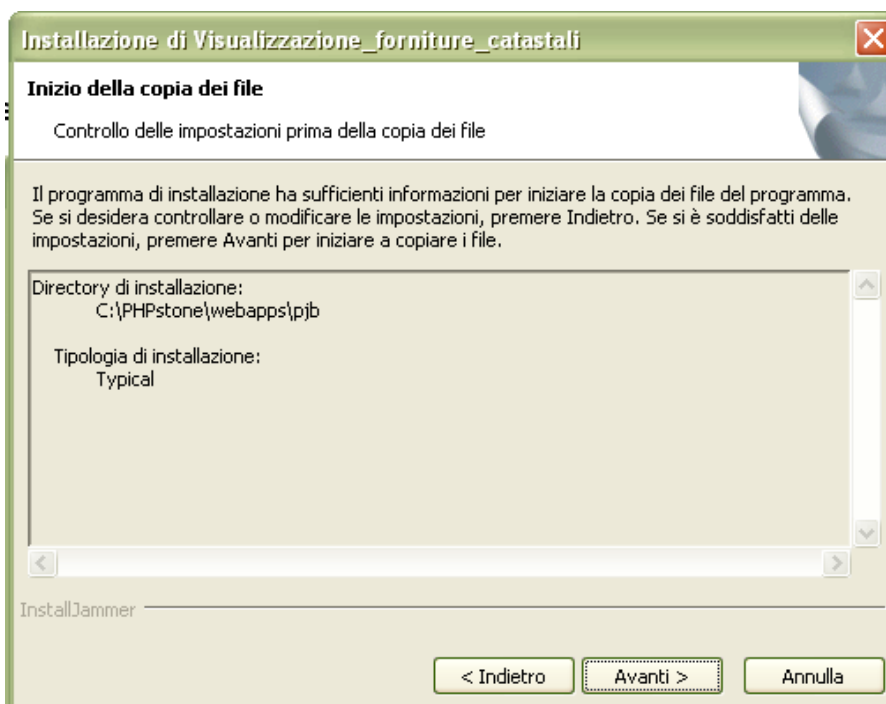 Installazione di Visualizzazione_forniture_catastali
Inizio della copia dei file
Controllo delle impostazioni prima della copia dei file
Il programma di installazione ha sufficienti informazioni per iniziare la copia dei file del programma.
Se si desidera controllare o modificare le impostazioni, premere Indietro. Se si è soddisfatti delle
impostazioni, premere Avanti per iniziare a copiare i file.
Directory di installazione:
C:\PHPstone\webapps\pjb
Tipologia di installazione:
Typical
InstallJammer
< Indietro
Avanti >
Annulla